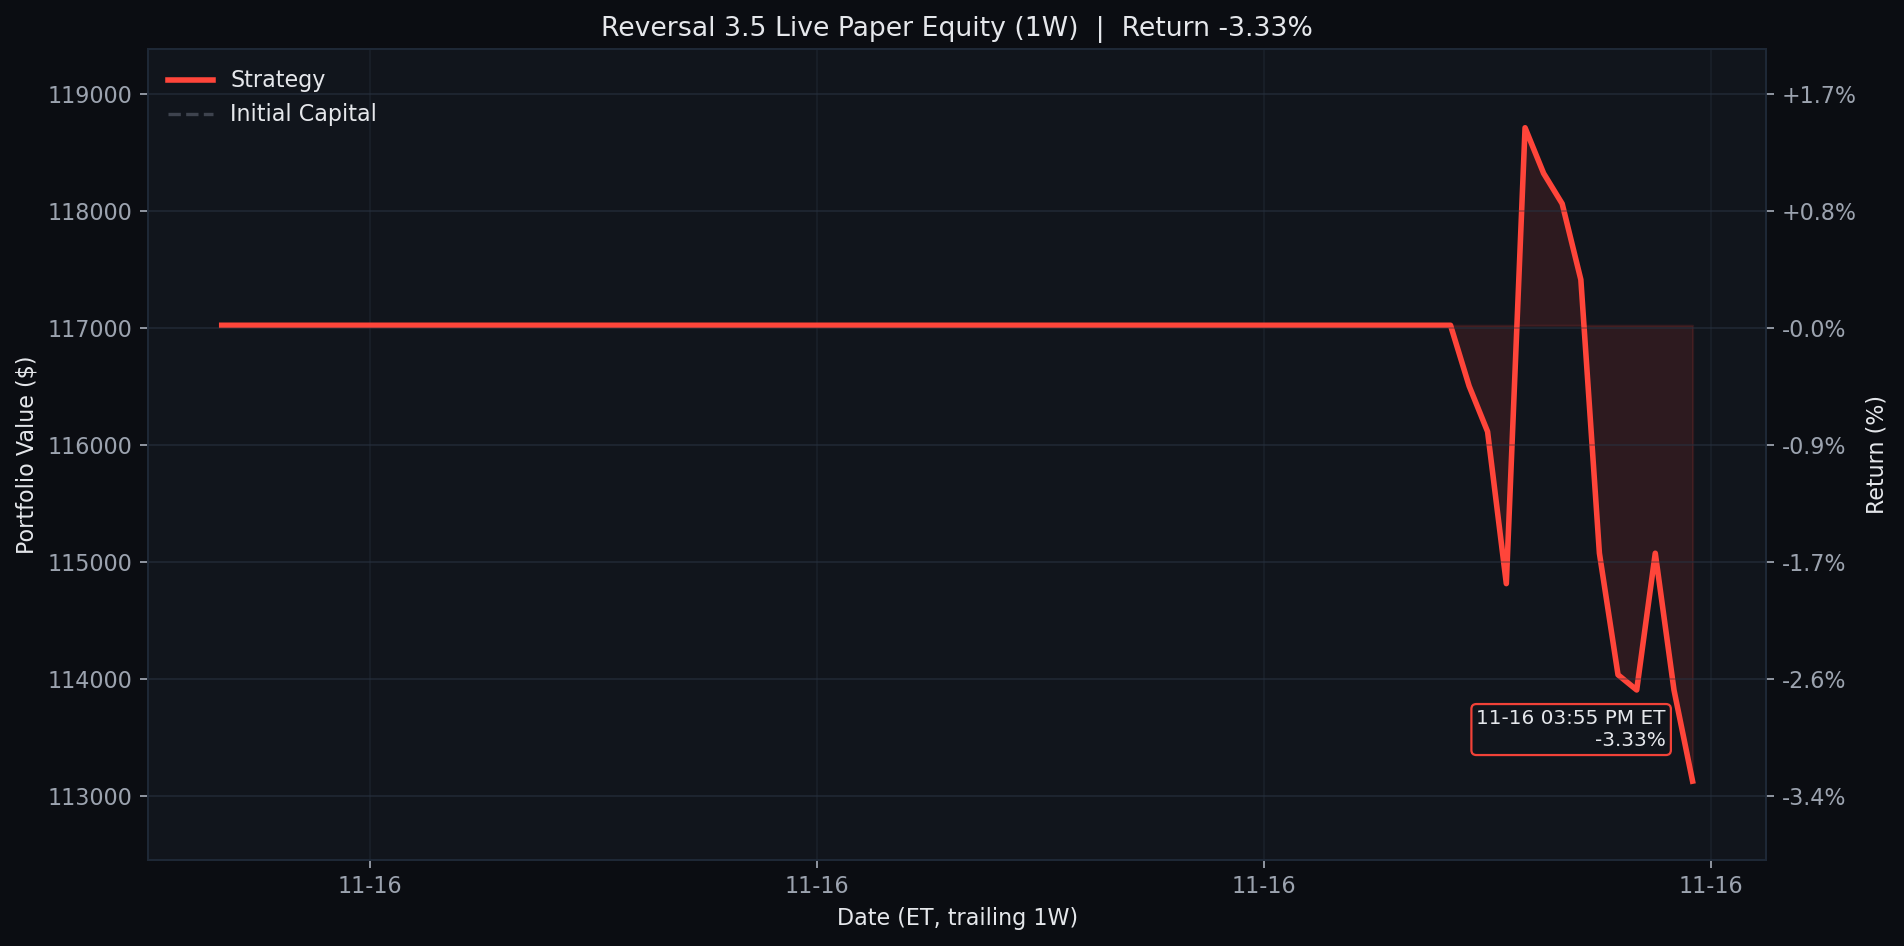 Reversal 3.5 Live Paper Equity (1W) | Return -3.33%
Strategy
Initial Capital
Portfolio Value ($)
119000
118000
117000
116000
115000
114000
113000
+1.7%
+0.8%
-0.0%
-0.9%
-1.7%
-2.6%
-3.4%
Return (%)
11-16 03:55 PM ET
-3.33%
11-16 11-16 11-16 11-16
Date (ET, trailing 1W)